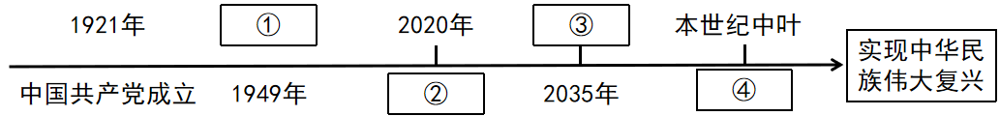 1921年 ① 2020年 ③ 本世纪中叶
实现中华民
族伟大复兴
中国共产党成立 1949年 ② 2035年 ④